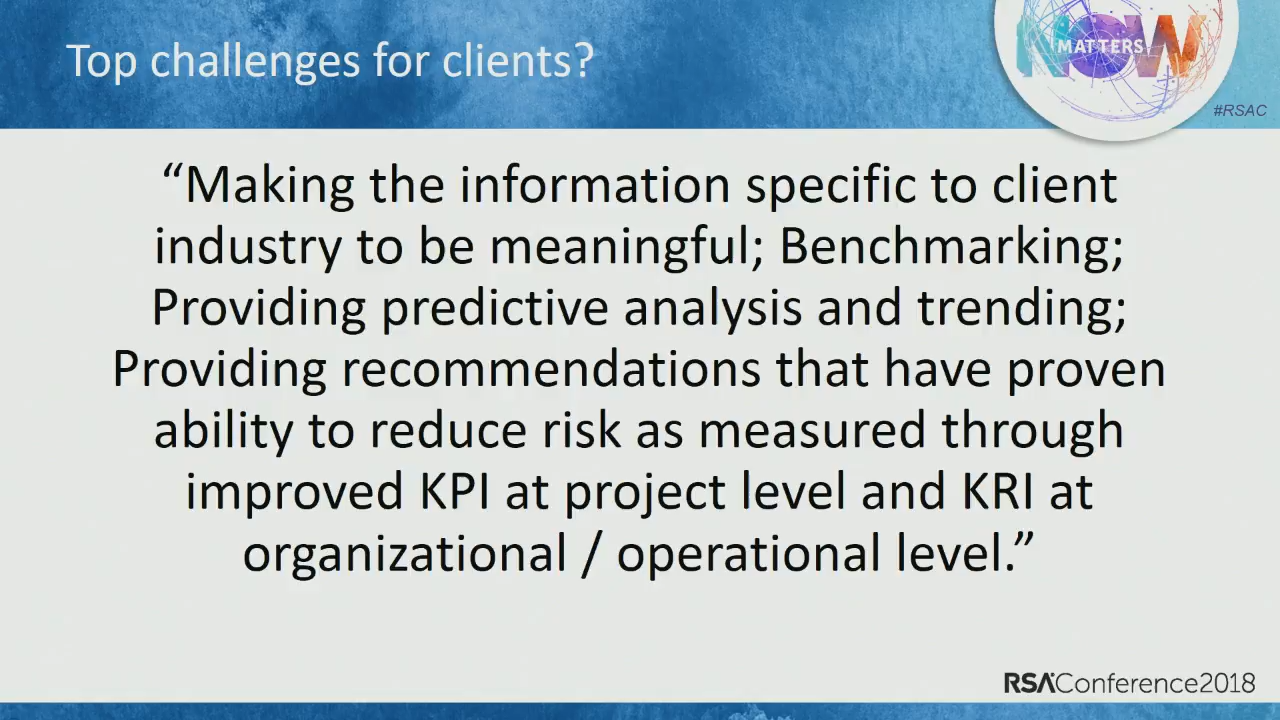 Top challenges for clients?
NOW
MATTERS
#RSAC
“Making the information specific to client
industry to be meaningful; Benchmarking;
Providing predictive analysis and trending;
Providing recommendations that have proven
ability to reduce risk as measured through
improved KPI at project level and KRI at
organizational / operational level.”
RSAConference2018